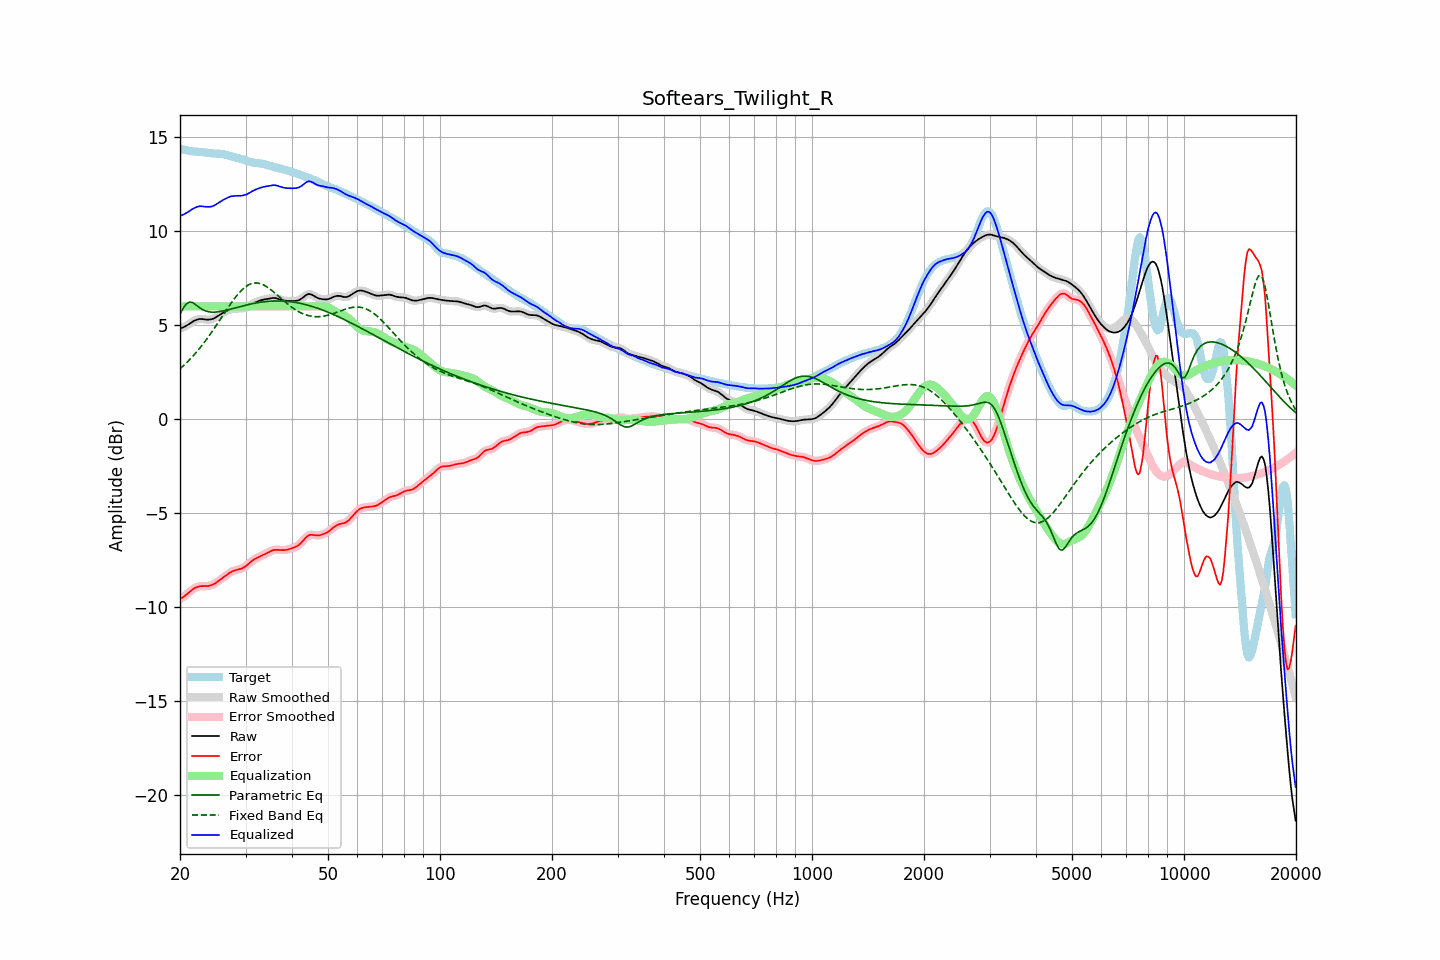 Softears_Twilight_R
15
10
5
0
−5
−10
−15
−20
Amplitude (dBr)
Target
Raw Smoothed
Error Smoothed
Raw
Error
Equalization
Parametric Eq
Fixed Band Eq
Equalized
20
50
100
200
500
1000
2000
5000
10000
20000
Frequency (Hz)